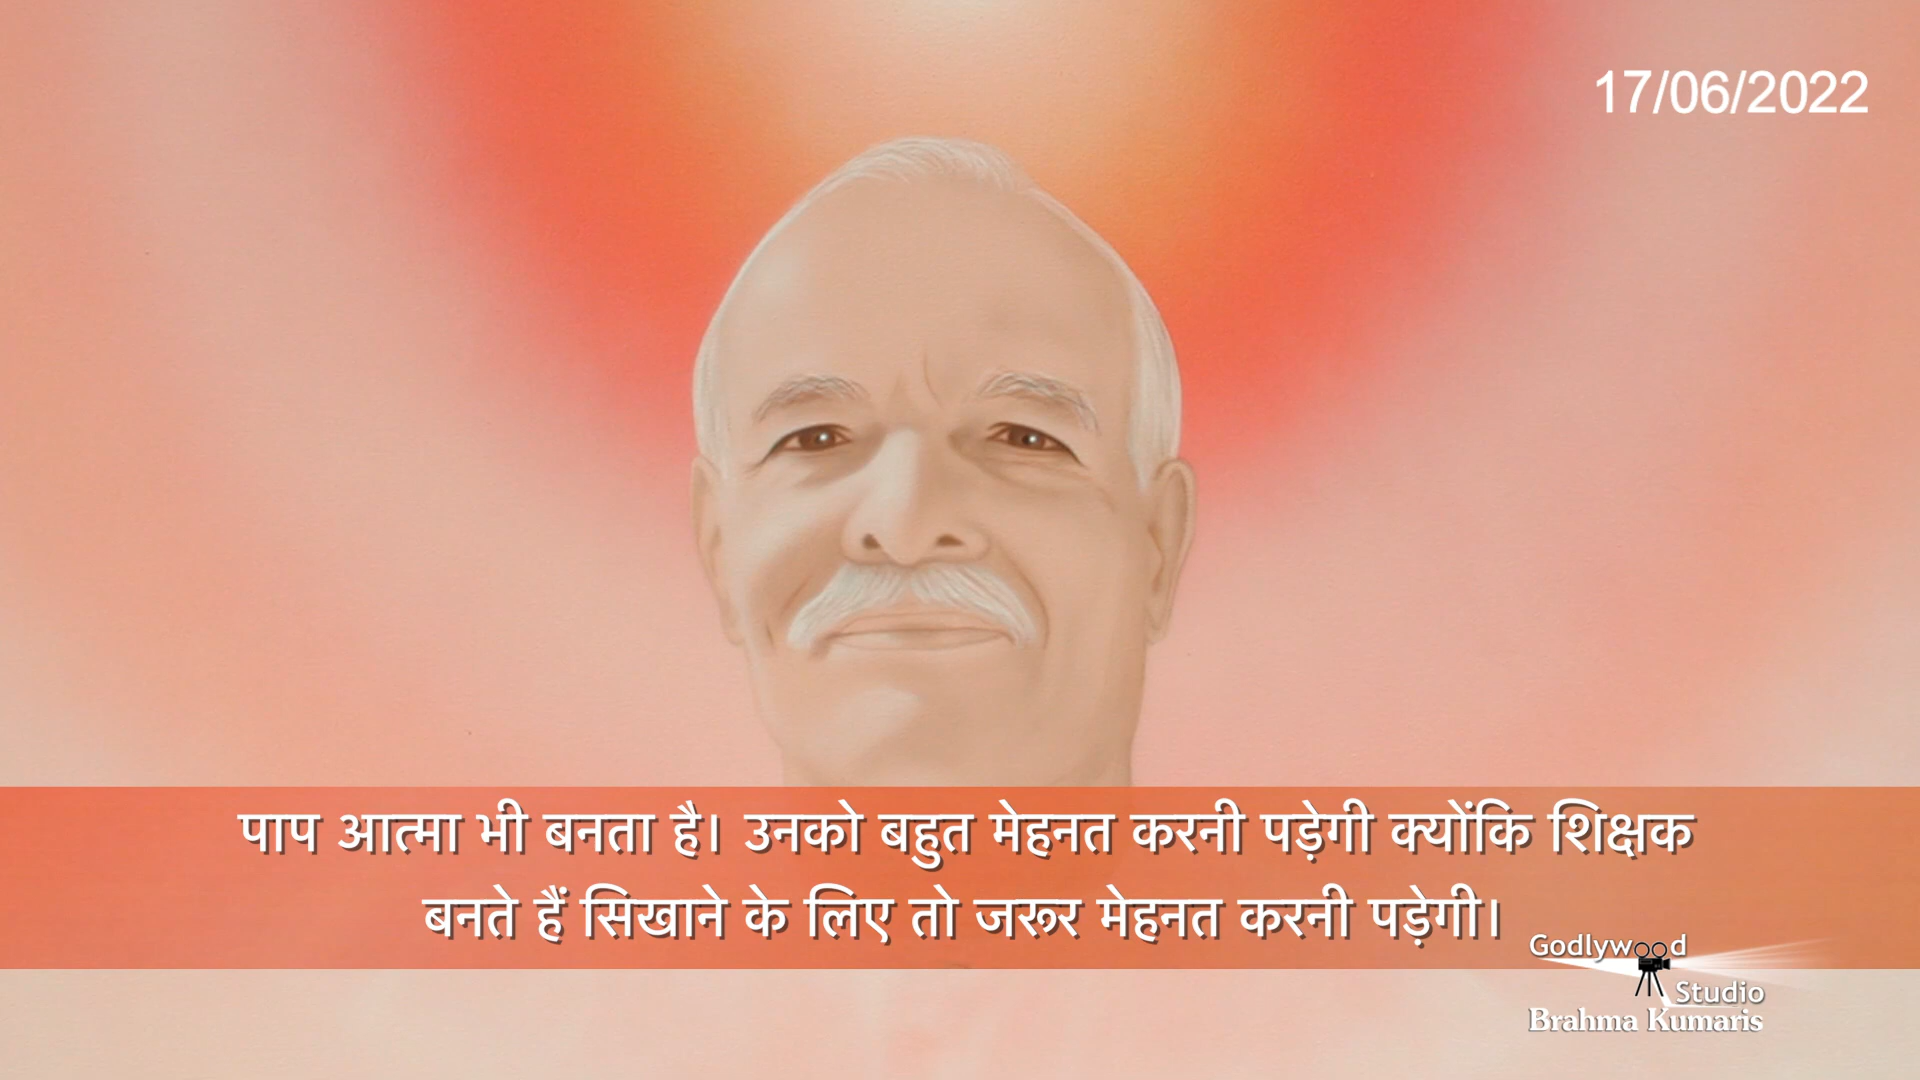 17/06/2022
पाप आत्मा भी बनता है। उनको बहुत मेहनत करनी पड़ेगी क्योंकि शिक्षक
बनते हैं सिखाने के लिए तो जरूर मेहनत करनी पड़ेगी।
Godlywood
Studio
Brahma Kumaris